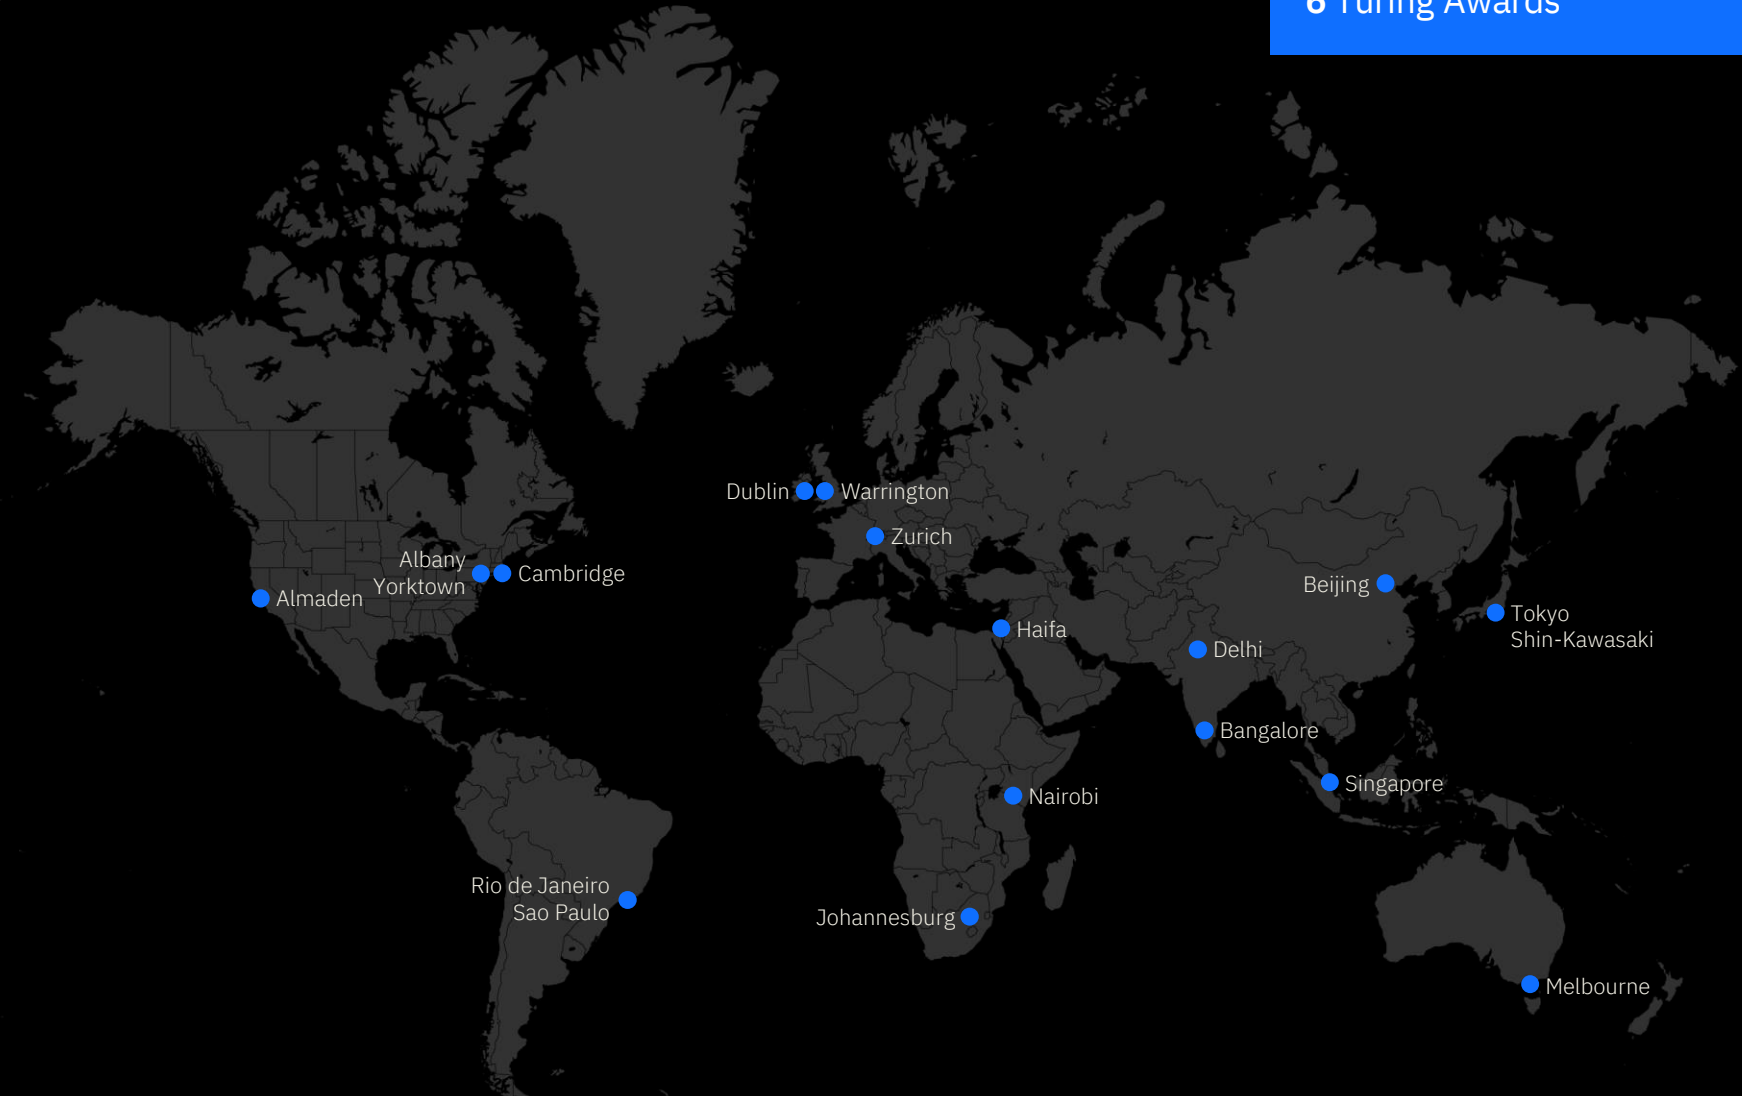 6 Turing Awards
Dublin
Warrington
Zurich
Albany
Yorktown
Cambridge
Almaden
Beijing
Tokyo
Shin-Kawasaki
Haifa
Delhi
Bangalore
Singapore
Nairobi
Rio de Janeiro
Sao Paulo
Johannesburg
Melbourne